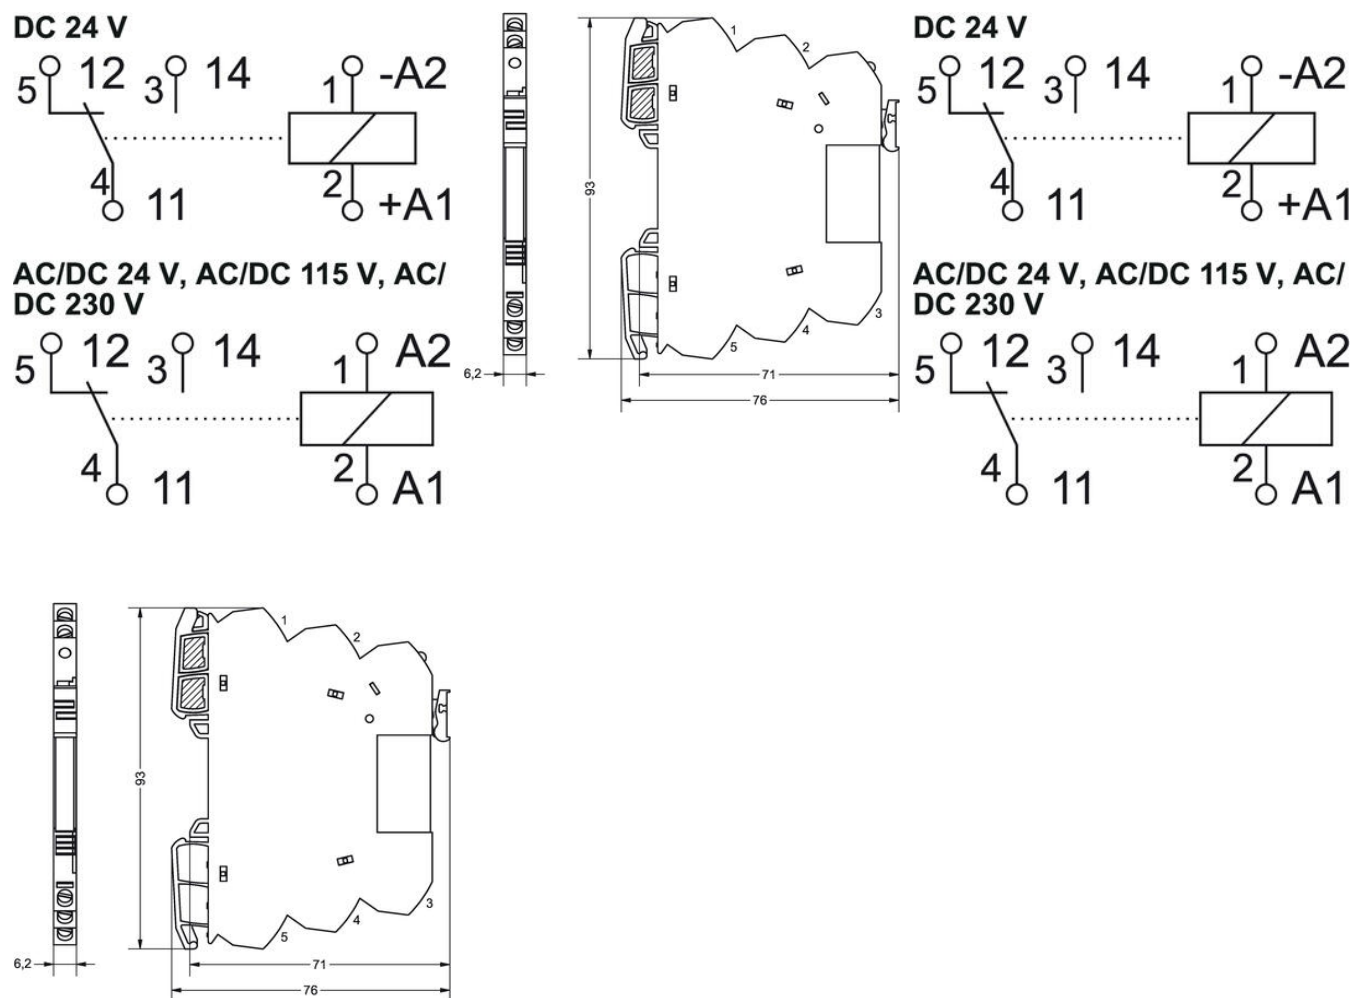 DC 24 V
5 12 3 14 1 -A2
4 11 2 +A1
AC/DC 24 V, AC/DC 115 V, AC/
DC 230 V
5 12 3 14 1 A2
4 11 2 A1
1
2
93
3
4
5
6,2
71
76
DC 24 V
5 12 3 14 1 -A2
4 11 2 +A1
AC/DC 24 V, AC/DC 115 V, AC/
DC 230 V
5 12 3 14 1 A2
4 11 2 A1
1
2
93
3
4
5
6,2
71
76